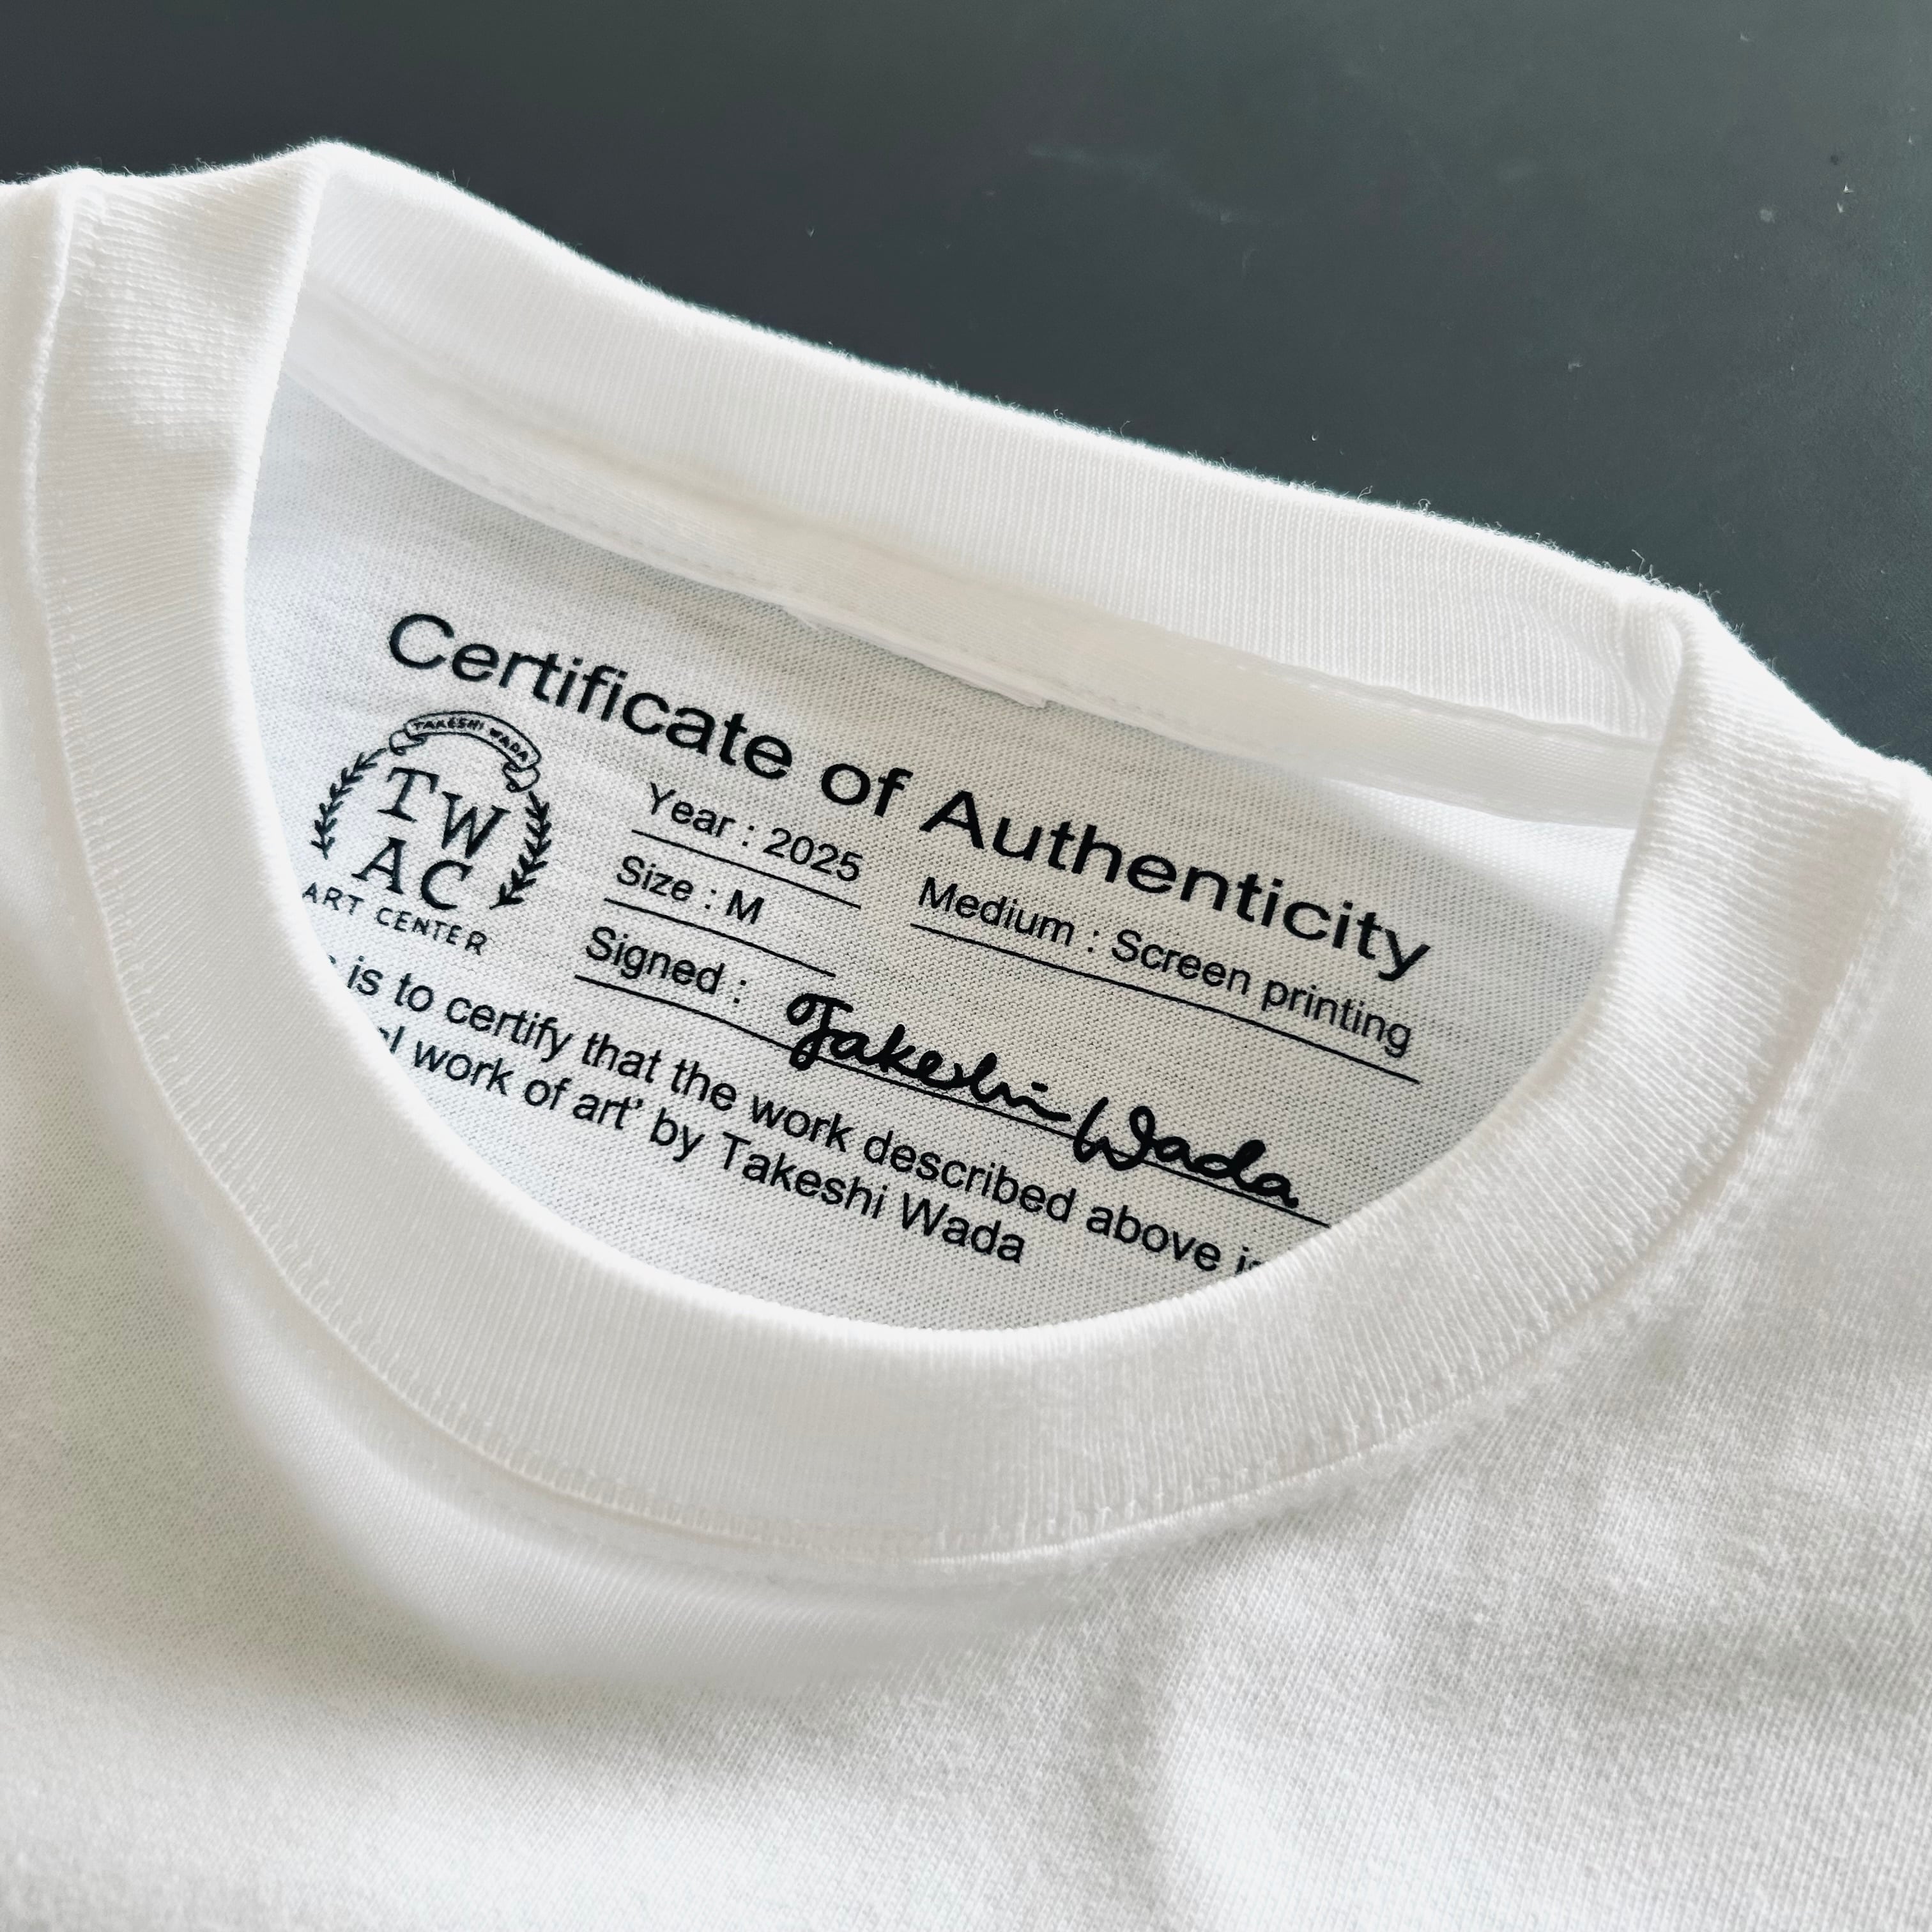 Certificate of Authenticity
TAKESHI WADA
TW
AC
ART CENTER
Year : 2025
Medium : Screen printing
Size : M
Signed : Takeshi Wada
is to certify that the work described above
work of art' by Takeshi Wada